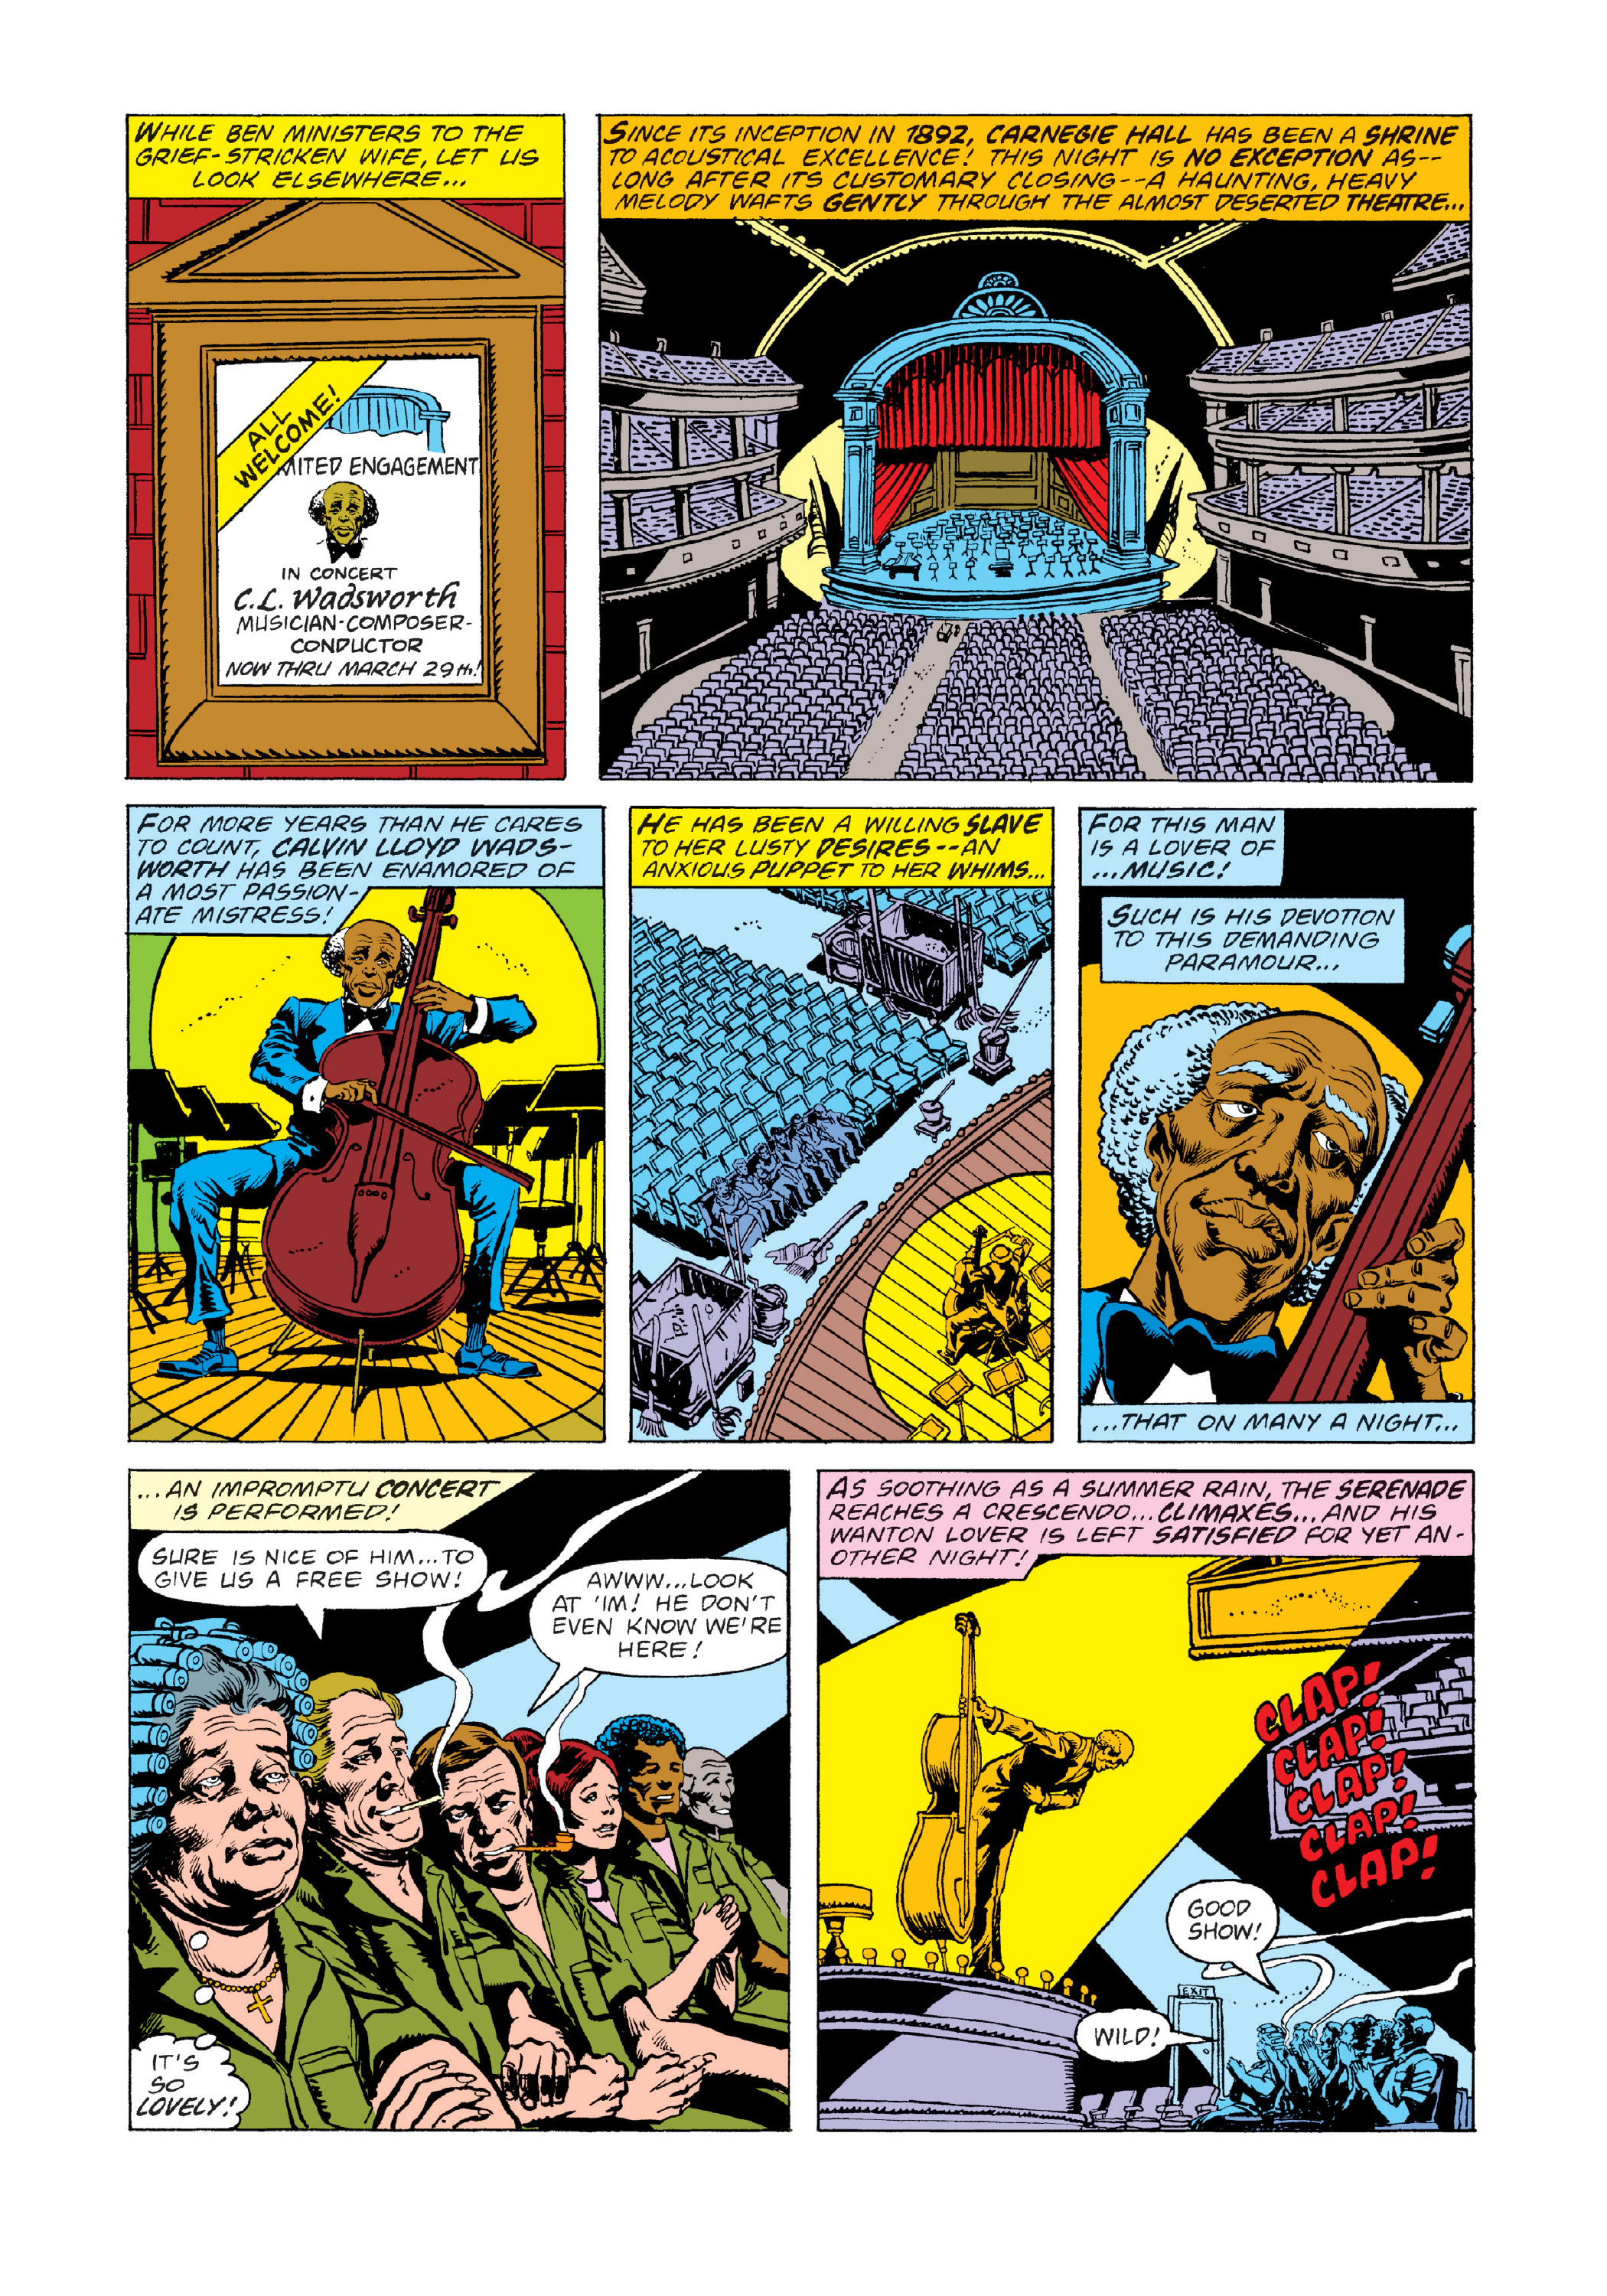 WHILE BEN MINISTERS TO THE
GRIEF-STRICKEN WIFE, LET US
LOOK ELSEWHERE...
ALL
WELCOME!
MITED ENGAGEMENT
IN CONCERT
C.L. Wadsworth
MUSICIAN-COMPOSER-
CONDUCTOR
NOW THRU MARCH 29TH!
SINCE ITS INCEPTION IN 1892, CARNEGIE HALL HAS BEEN A SHRINE
TO ACOUSTICAL EXCELLENCE! THIS NIGHT IS NO EXCEPTION AS--
LONG AFTER ITS CUSTOMARY CLOSING--A HAUNTING, HEAVY
MELODY WAFTS GENTLY THROUGH THE ALMOST DESERTED THEATRE...
FOR MORE YEARS THAN HE CARES
TO COUNT, CALVIN LLOYD WADS-
WORTH HAS BEEN ENAMORED OF
A MOST PASSION-
ATE MISTRESS!
HE HAS BEEN A WILLING SLAVE
TO HER LUSTY DESIRES--AN
ANXIOUS PUPPET TO HER WHIMS...
FOR THIS MAN
IS A LOVER OF
...MUSIC!
SUCH IS HIS DEVOTION
TO THIS DEMANDING
PARAMOUR...
...THAT ON MANY A NIGHT...
...AN IMPROMPTU CONCERT
IS PERFORMED!
SURE IS NICE OF HIM...TO
GIVE US A FREE SHOW!
AWWW...LOOK
AT 'IM! HE DON'T
EVEN KNOW WE'RE
HERE!
IT'S
SO
LOVELY!
AS SOOTHING AS A SUMMER RAIN, THE SERENADE
REACHES A CRESCENDO...CLIMAXES...AND HIS
WANTON LOVER IS LEFT SATISFIED FOR YET AN-
OTHER NIGHT!
CLAP!
CLAP!
CLAP!
CLAP!
CLAP!
GOOD
SHOW!
EXIT
WILD!